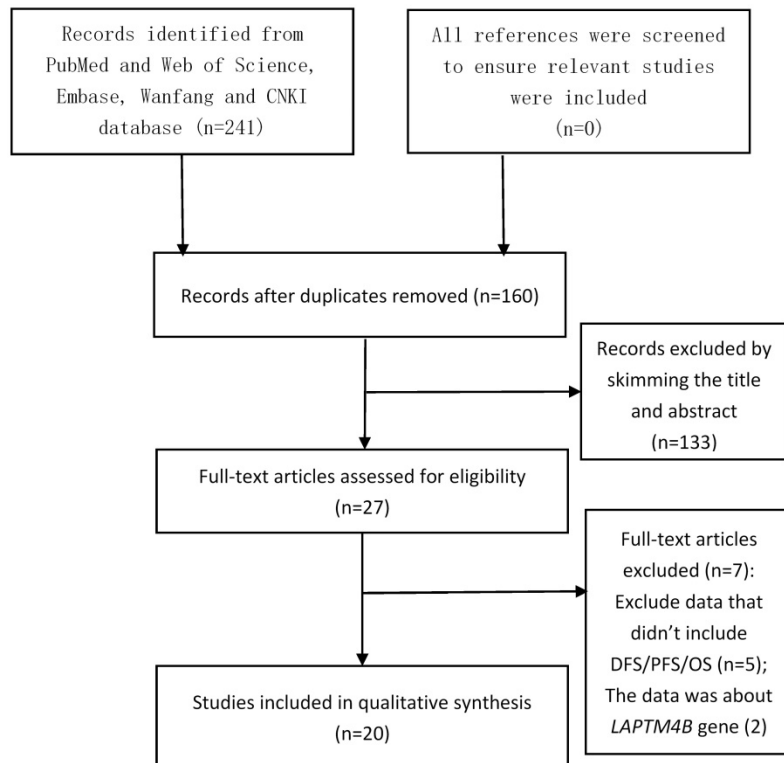 Records identified from
PubMed and Web of Science,
Embase, Wanfang and CNKI
database (n=241)
All references were screened
to ensure relevant studies
were included
(n=0)
Records after duplicates removed (n=160)
Records excluded by
skimming the title
and abstract
(n=133)
Full-text articles assessed for eligibility
(n=27)
Full-text articles
excluded (n=7):
Exclude data that
didn’t include
DFS/PFS/OS (n=5);
The data was about
LAPTM4B gene (2)
Studies included in qualitative synthesis
(n=20)